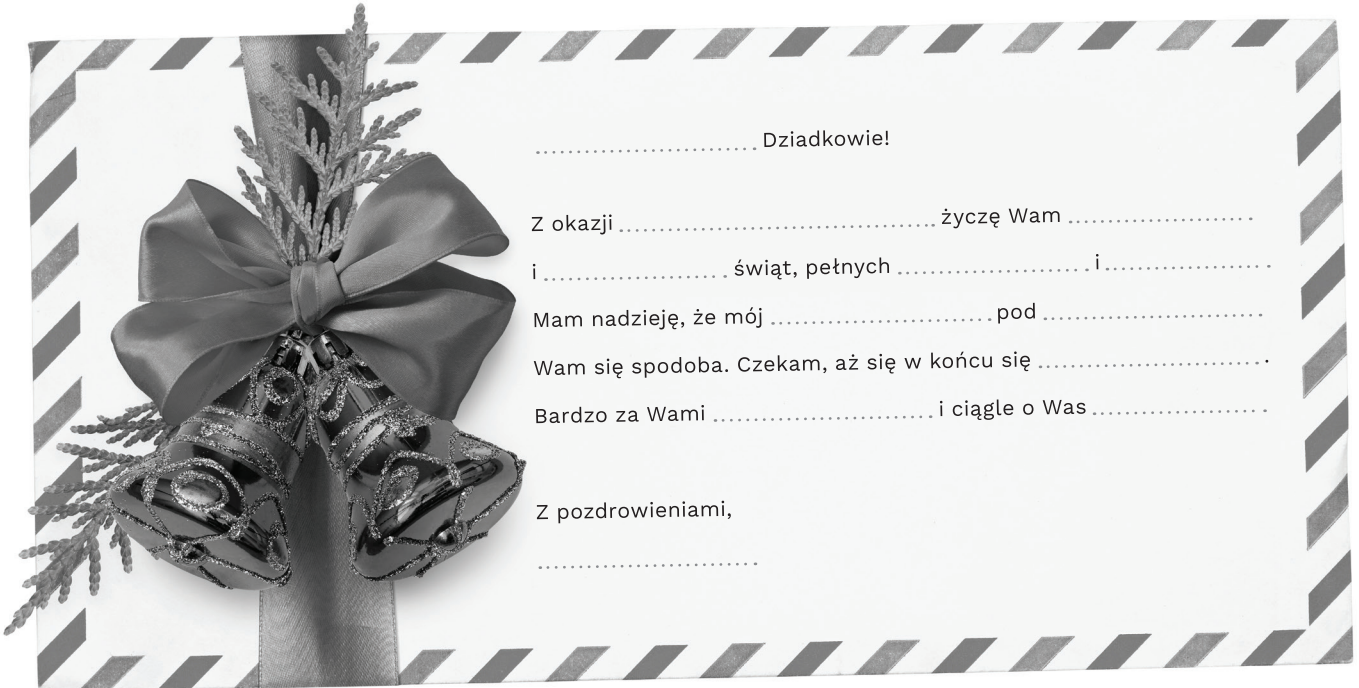 .............................. Dziadkowie!
Z okazji .......................................... życzę Wam .........................
i ......................... świąt, pełnych ......................... i ......................
Mam nadzieję, że mój .............................. pod ..............................
Wam się spodoba. Czekam, aż się w końcu się .............................. .
Bardzo za Wami .............................. i ciągle o Was .........................
Z pozdrowieniami,
..............................